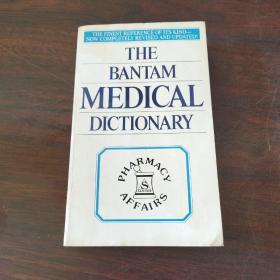 THE FINEST REFERENCE OF ITS KIND—
NOW COMPLETELY REVISED AND UPDATED!
THE
BANTAM
MEDICAL
DICTIONARY
PHARMACY
AFFAIRS
S